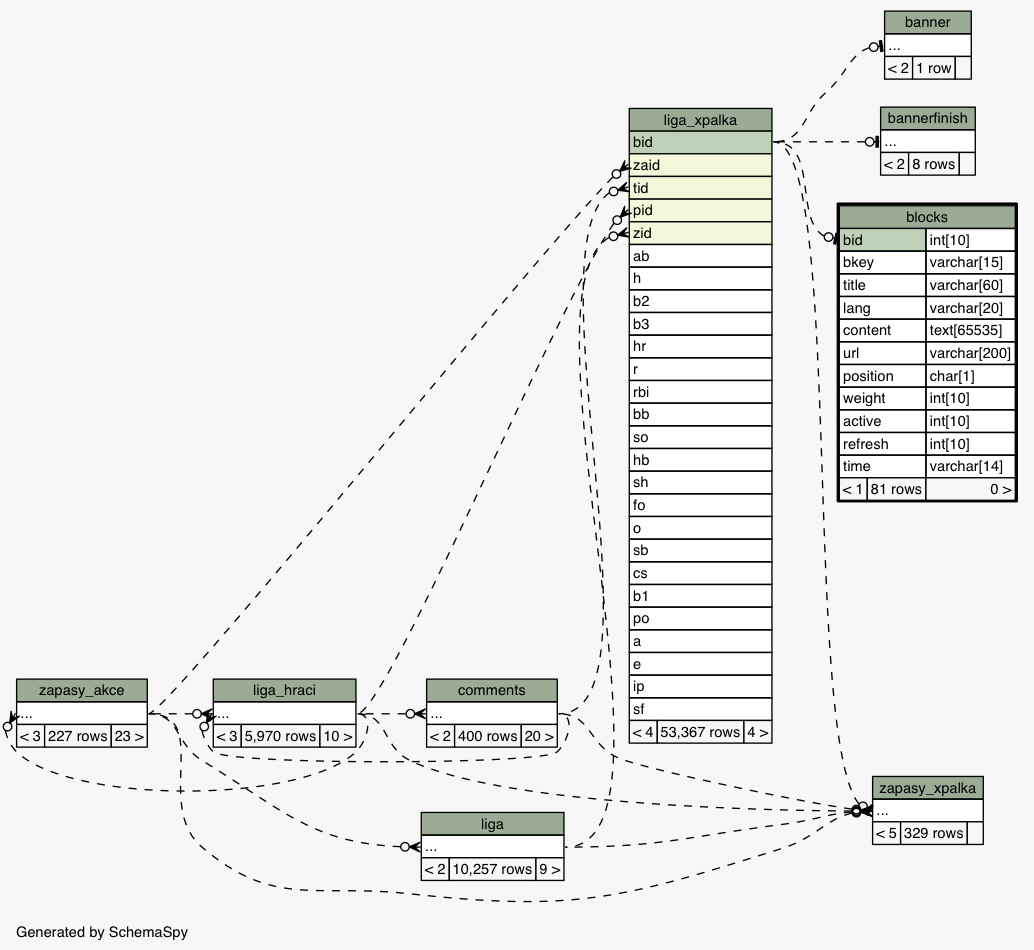 banner
...
< 2 1 row
bannerfinish
...
< 2 8 rows
liga_xpalka
bid
zaid
tid
pid
zid
ab
h
b2
b3
hr
r
rbi
bb
so
hb
sh
fo
o
sb
cs
b1
po
a
e
ip
sf
< 4 53,367 rows 4 >
blocks
bid int[10]
bkey varchar[15]
title varchar[60]
lang varchar[20]
content text[65535]
url varchar[200]
position char[1]
weight int[10]
active int[10]
refresh int[10]
time varchar[14]
< 1 81 rows 0 >
zapasy_akce
...
< 3 227 rows 23 >
liga_hraci
...
< 3 5,970 rows 10 >
comments
...
< 2 400 rows 20 >
liga
...
< 2 10,257 rows 9 >
zapasy_xpalka
...
< 5 329 rows
Generated by SchemaSpy